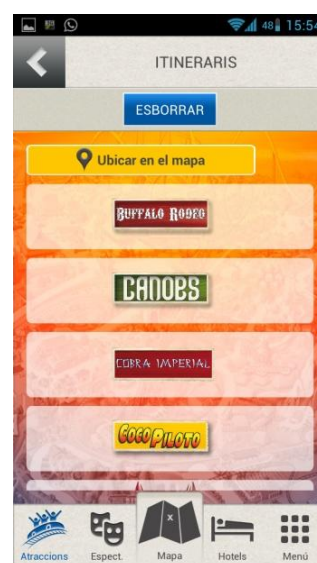 48 15:54
ITINERARIS
ESBORRAR
Ubicar en el mapa
BUFFALO RODEO
CANOES
COBRA IMPERIAL
COCO PILOTO
Atraccions Espect. Mapa Hotels Menú